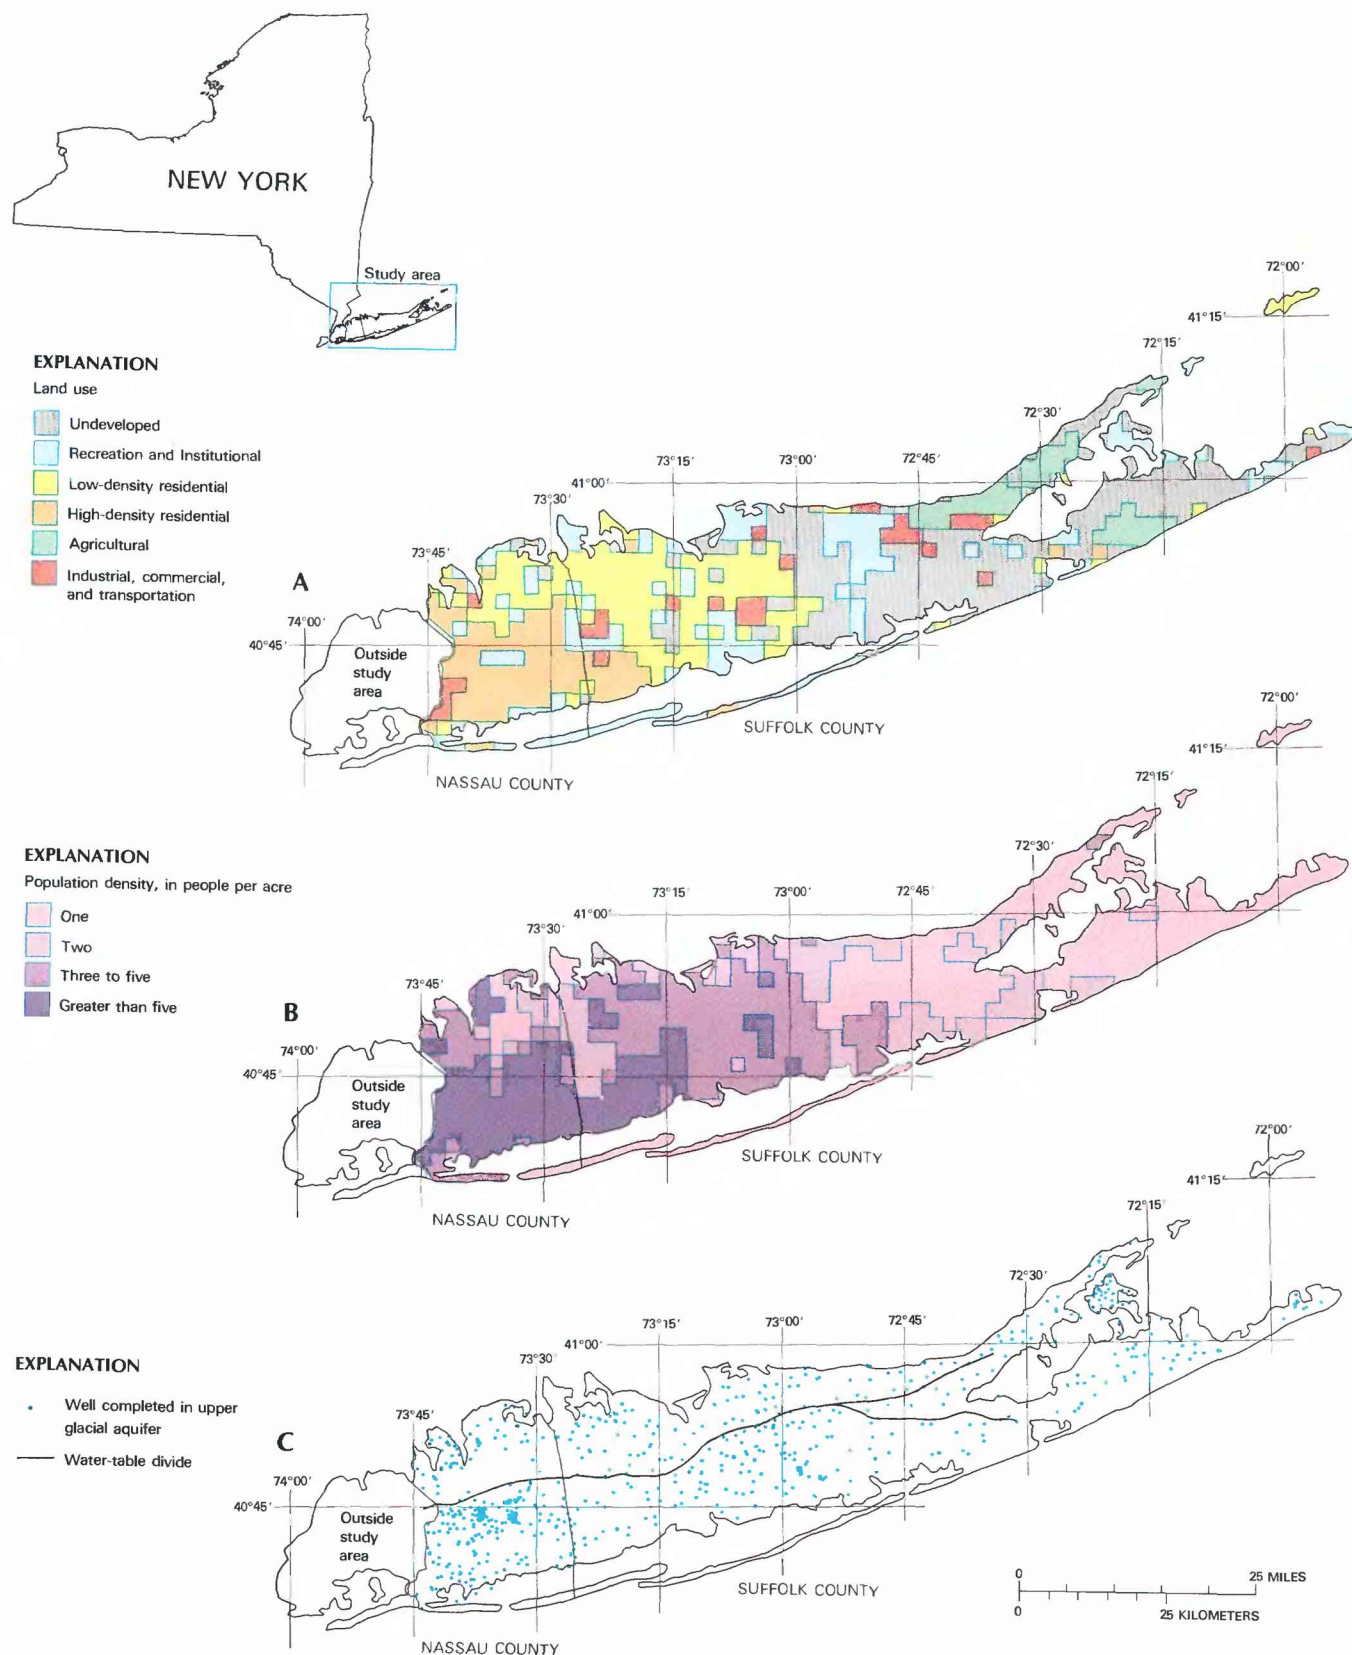 NEW YORK
Study area
EXPLANATION
Land use
Undeveloped
Recreation and Institutional
Low-density residential
High-density residential
Agricultural
Industrial, commercial,
and transportation
A
72°00′
41°15′
72°15′
72°30′
72°45′
73°00′
73°15′
41°00′
73°30′
73°45′
74°00′
40°45′
Outside
study
area
SUFFOLK COUNTY
NASSAU COUNTY
EXPLANATION
Population density, in people per acre
One
Two
Three to five
Greater than five
B
72°00′
41°15′
72°15′
72°30′
72°45′
73°00′
73°15′
41°00′
73°30′
73°45′
74°00′
40°45′
Outside
study
area
SUFFOLK COUNTY
NASSAU COUNTY
EXPLANATION
Well completed in upper
glacial aquifer
Water-table divide
C
72°00′
41°15′
72°15′
72°30′
72°45′
73°00′
73°15′
41°00′
73°30′
73°45′
74°00′
40°45′
Outside
study
area
SUFFOLK COUNTY
NASSAU COUNTY
0 25 MILES
0 25 KILOMETERS